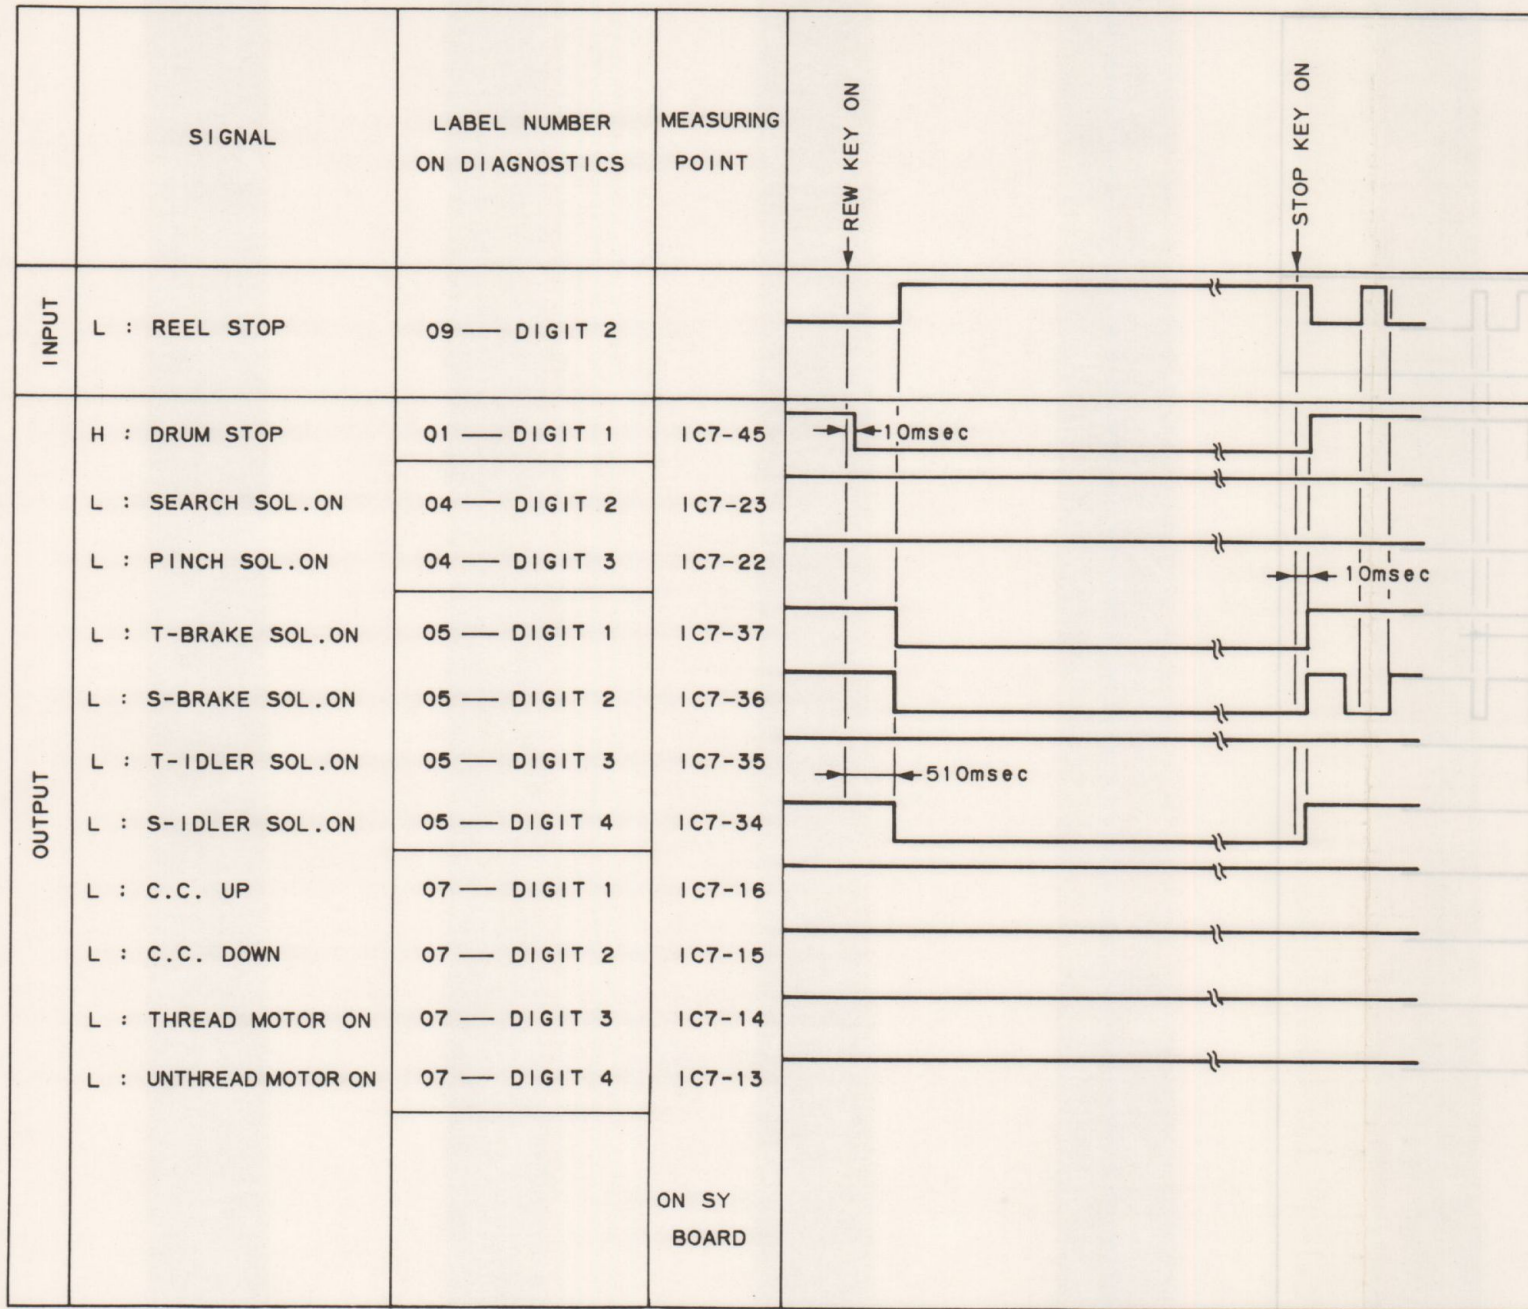 SIGNAL
LABEL NUMBER
ON DIAGNOSTICS
MEASURING
POINT
REW KEY ON
STOP KEY ON
INPUT
L : REEL STOP 09 — DIGIT 2
OUTPUT
H : DRUM STOP 01 — DIGIT 1 IC7-45 10msec
L : SEARCH SOL.ON 04 — DIGIT 2 IC7-23
L : PINCH SOL.ON 04 — DIGIT 3 IC7-22 10msec
L : T-BRAKE SOL.ON 05 — DIGIT 1 IC7-37
L : S-BRAKE SOL.ON 05 — DIGIT 2 IC7-36
L : T-IDLER SOL.ON 05 — DIGIT 3 IC7-35 510msec
L : S-IDLER SOL.ON 05 — DIGIT 4 IC7-34
L : C.C. UP 07 — DIGIT 1 IC7-16
L : C.C. DOWN 07 — DIGIT 2 IC7-15
L : THREAD MOTOR ON 07 — DIGIT 3 IC7-14
L : UNTHREAD MOTOR ON 07 — DIGIT 4 IC7-13
ON SY
BOARD